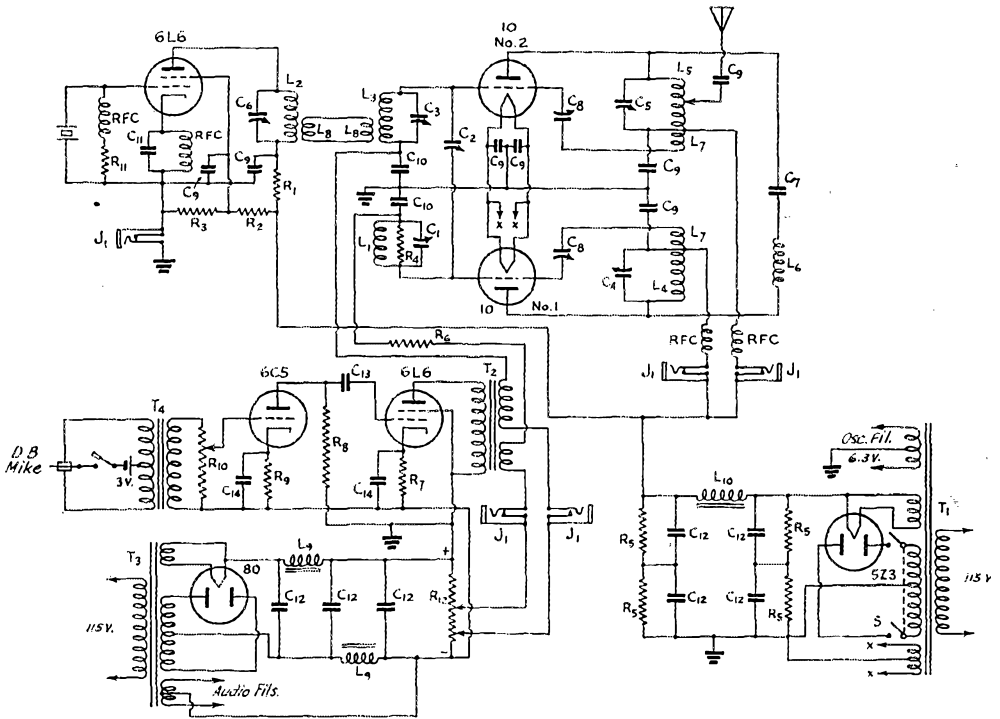 6L6
10
No.2
C9
L5
L2
L3
C6
C3
C8
C5
RFC
C2
L8
L8
C11
RFC
C10
C9
C9
L7
R11
C9
C9
R1
C9
C7
C10
C9
R3
R2
x
x
J1
L1
R4
C1
C8
L7
L6
C4
L4
10
No.1
R6
RFC
RFC
C13
T2
J1
J1
6C5
6L6
T4
D.B
Mike
3V.
R10
R8
Osc. Fil.
6.3V.
C14
R9
C14
R7
L10
T1
J1
J1
R5
C12
C12
R5
T3
L9
+
80
5Z3
115V
C12
C12
C12
R12
R5
C12
C12
R5
115V.
S
-
x
L9
x
Audio Fils.